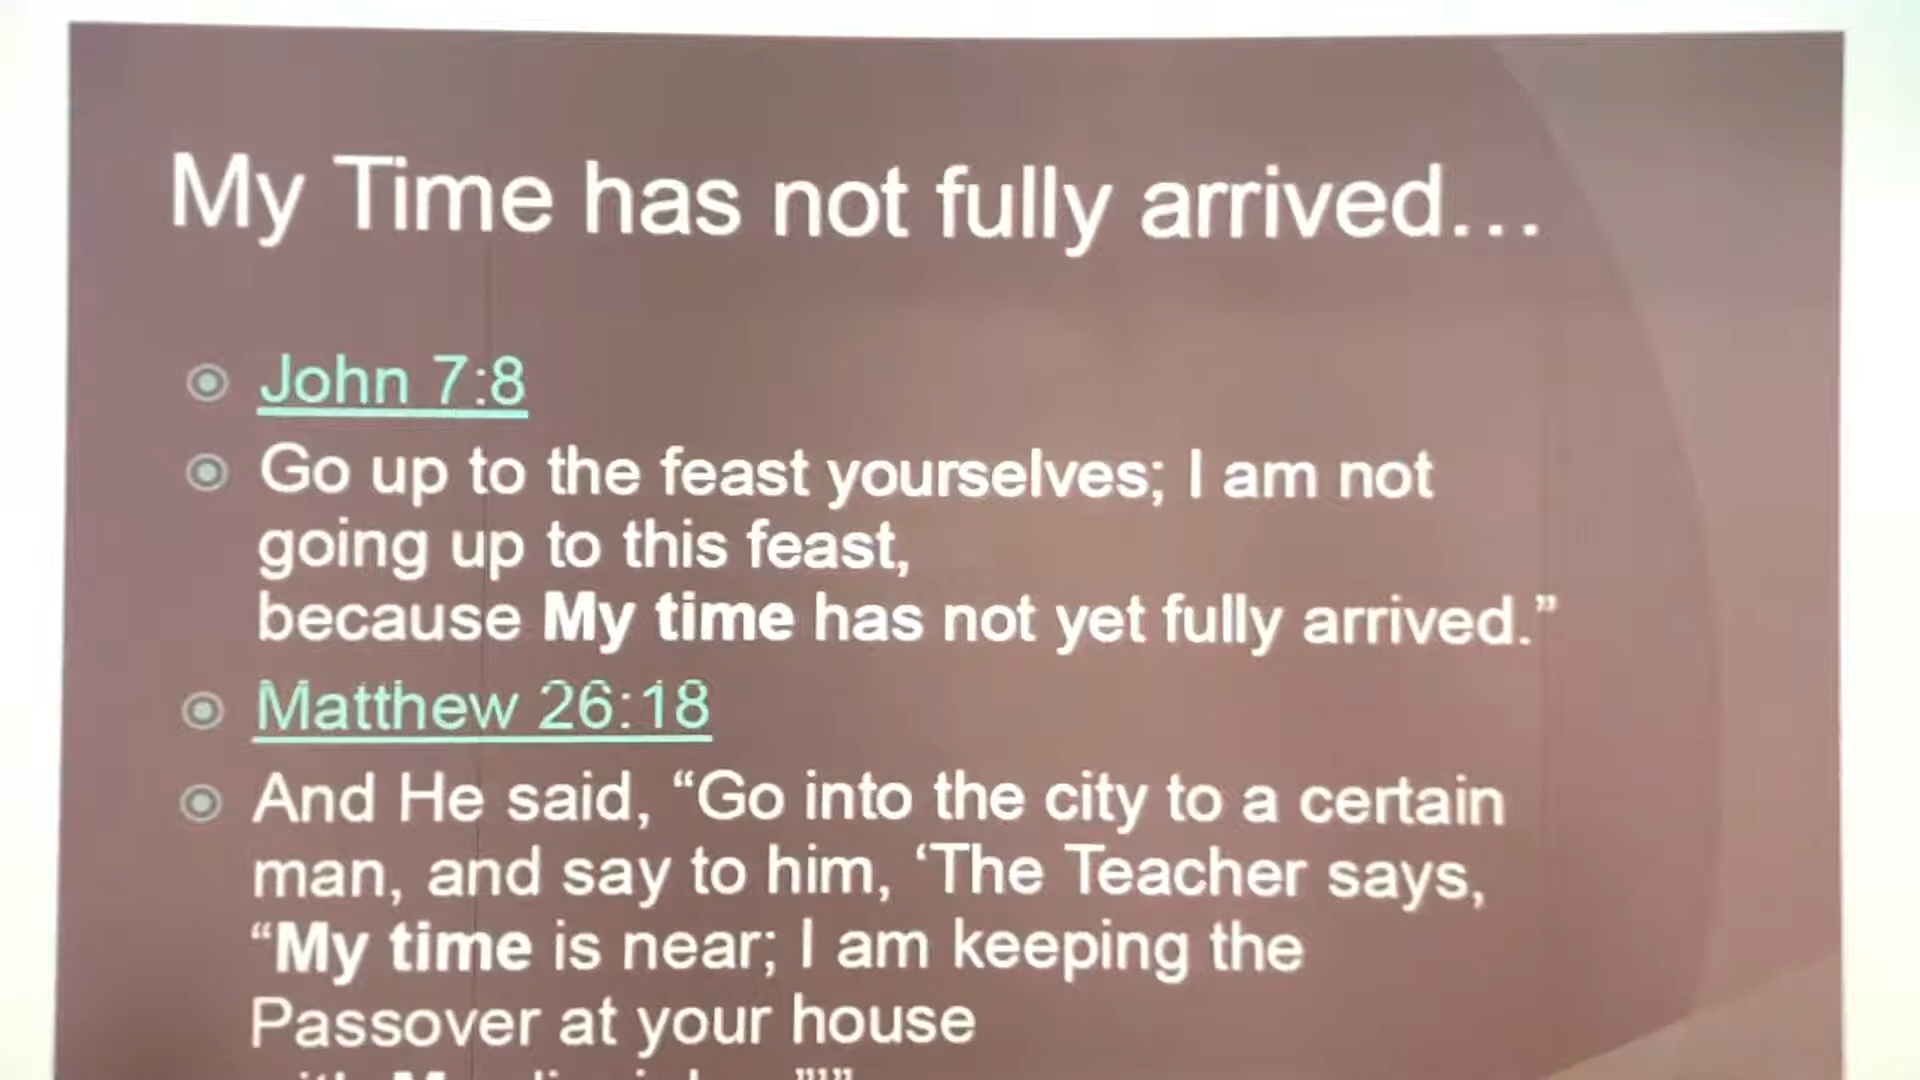 My Time has not fully arrived…
John 7:8
Go up to the feast yourselves; I am not
going up to this feast,
because My time has not yet fully arrived.”
Matthew 26:18
And He said, “Go into the city to a certain
man, and say to him, ‘The Teacher says,
“My time is near; I am keeping the
Passover at your house